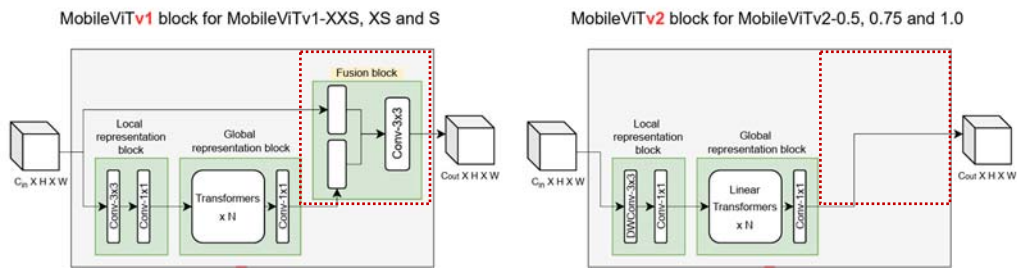 MobileViTv1 block for MobileViTv1-XXS, XS and S
Fusion block
Conv-3x3
Local
representation
block
Global
representation block
Cin X H X W
Conv-3x3
Conv-1x1
Transformers
x N
Conv-1x1
Cout X H X W
MobileViTv2 block for MobileViTv2-0.5, 0.75 and 1.0
Local
representation
block
Global
representation block
Cin X H X W
DWConv-3x3
Conv-1x1
Linear
Transformers
x N
Conv-1x1
Cout X H X W